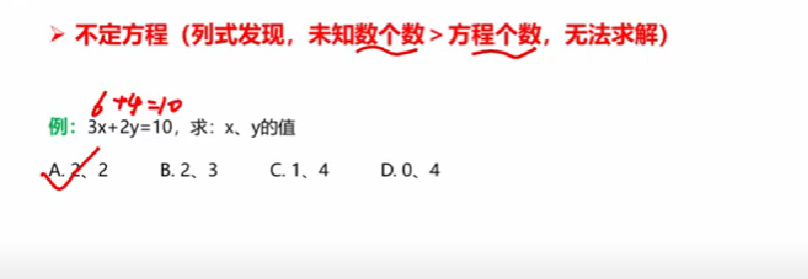 ➢ 不定方程（列式发现，未知数个数＞方程个数，无法求解）
6+4=10
例：3x+2y=10，求：x、y的值
A. 2、2 B. 2、3 C. 1、4 D. 0、4